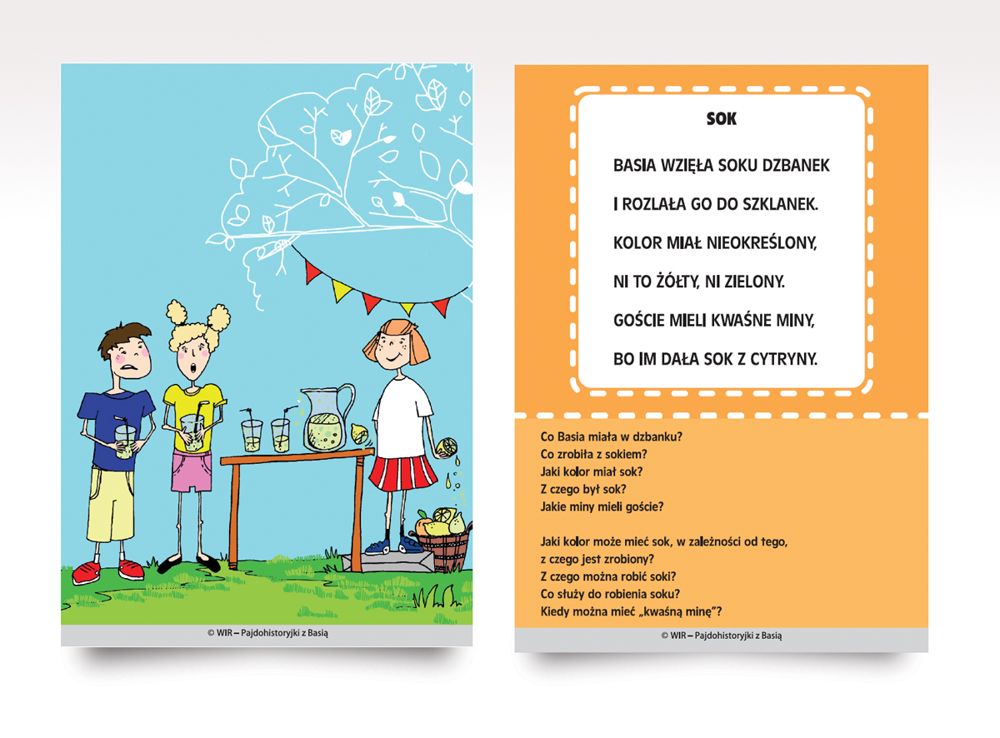 © WIR – Pajdohistoryjki z Basią
SOK
BASIA WZIĘŁA SOKU DZBANEK
I ROZLAŁA GO DO SZKLANEK.
KOLOR MIAŁ NIEOKREŚLONY,
NI TO ŻÓŁTY, NI ZIELONY.
GOŚCIE MIELI KWAŚNE MINY,
BO IM DAŁA SOK Z CYTRYNY.
Co Basia miała w dzbanku?
Co zrobiła z sokiem?
Jaki kolor miał sok?
Z czego był sok?
Jakie miny mieli goście?
Jaki kolor może mieć sok, w zależności od tego,
z czego jest zrobiony?
Z czego można robić soki?
Co służy do robienia soku?
Kiedy można mieć „kwaśną minę”?
© WIR – Pajdohistoryjki z Basią